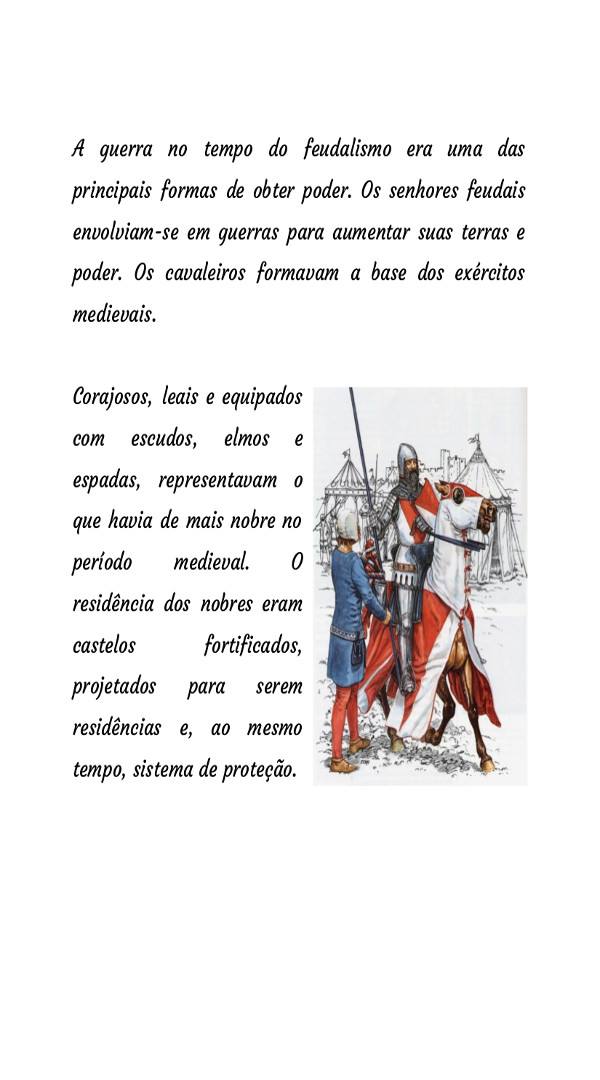 A guerra no tempo do feudalismo era uma das
principais formas de obter poder. Os senhores feudais
envolviam-se em guerras para aumentar suas terras e
poder. Os cavaleiros formavam a base dos exércitos
medievais.
Corajosos, leais e equipados
com escudos, elmos e
espadas, representavam o
que havia de mais nobre no
período medieval. O
residência dos nobres eram
castelos fortificados,
projetados para serem
residências e, ao mesmo
tempo, sistema de proteção.